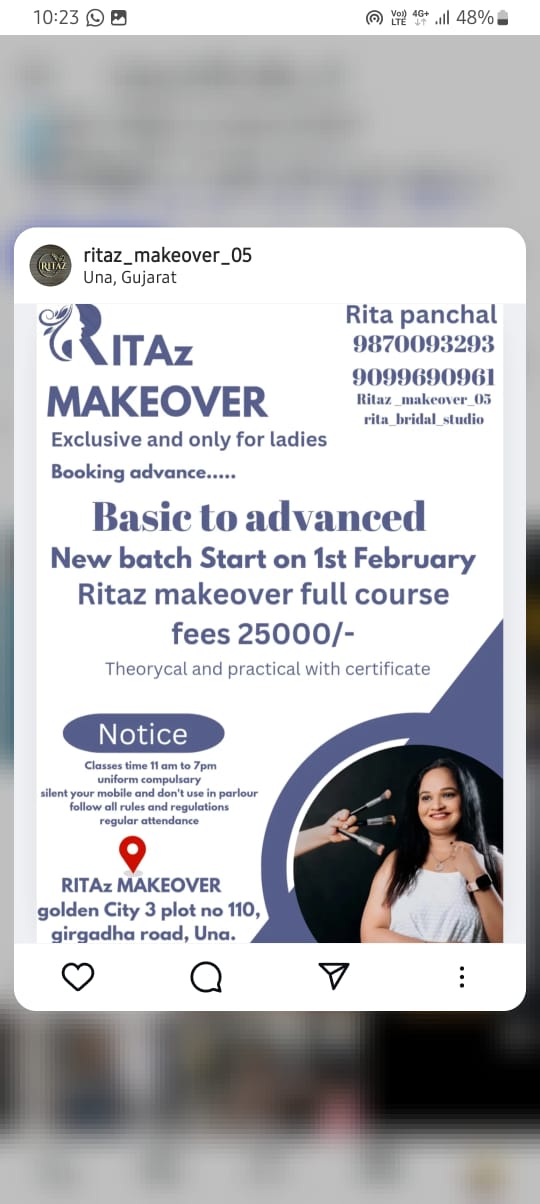 10:23
Vo)) 4G+ 48%
LTE
RITAZ
ritaz_makeover_05
Una, Gujarat
RITAz
MAKEOVER
Exclusive and only for ladies
Booking advance.....
Rita panchal
9870093293
9099690961
Ritaz _makeover_05
rita_bridal_studio
Basic to advanced
New batch Start on 1st February
Ritaz makeover full course
fees 25000/-
Theorycal and practical with certificate
Notice
Classes time 11 am to 7pm
uniform compulsary
silent your mobile and don't use in parlour
follow all rules and regulations
regular attendance
RITAz MAKEOVER
golden City 3 plot no 110,
girgadha road, Una.